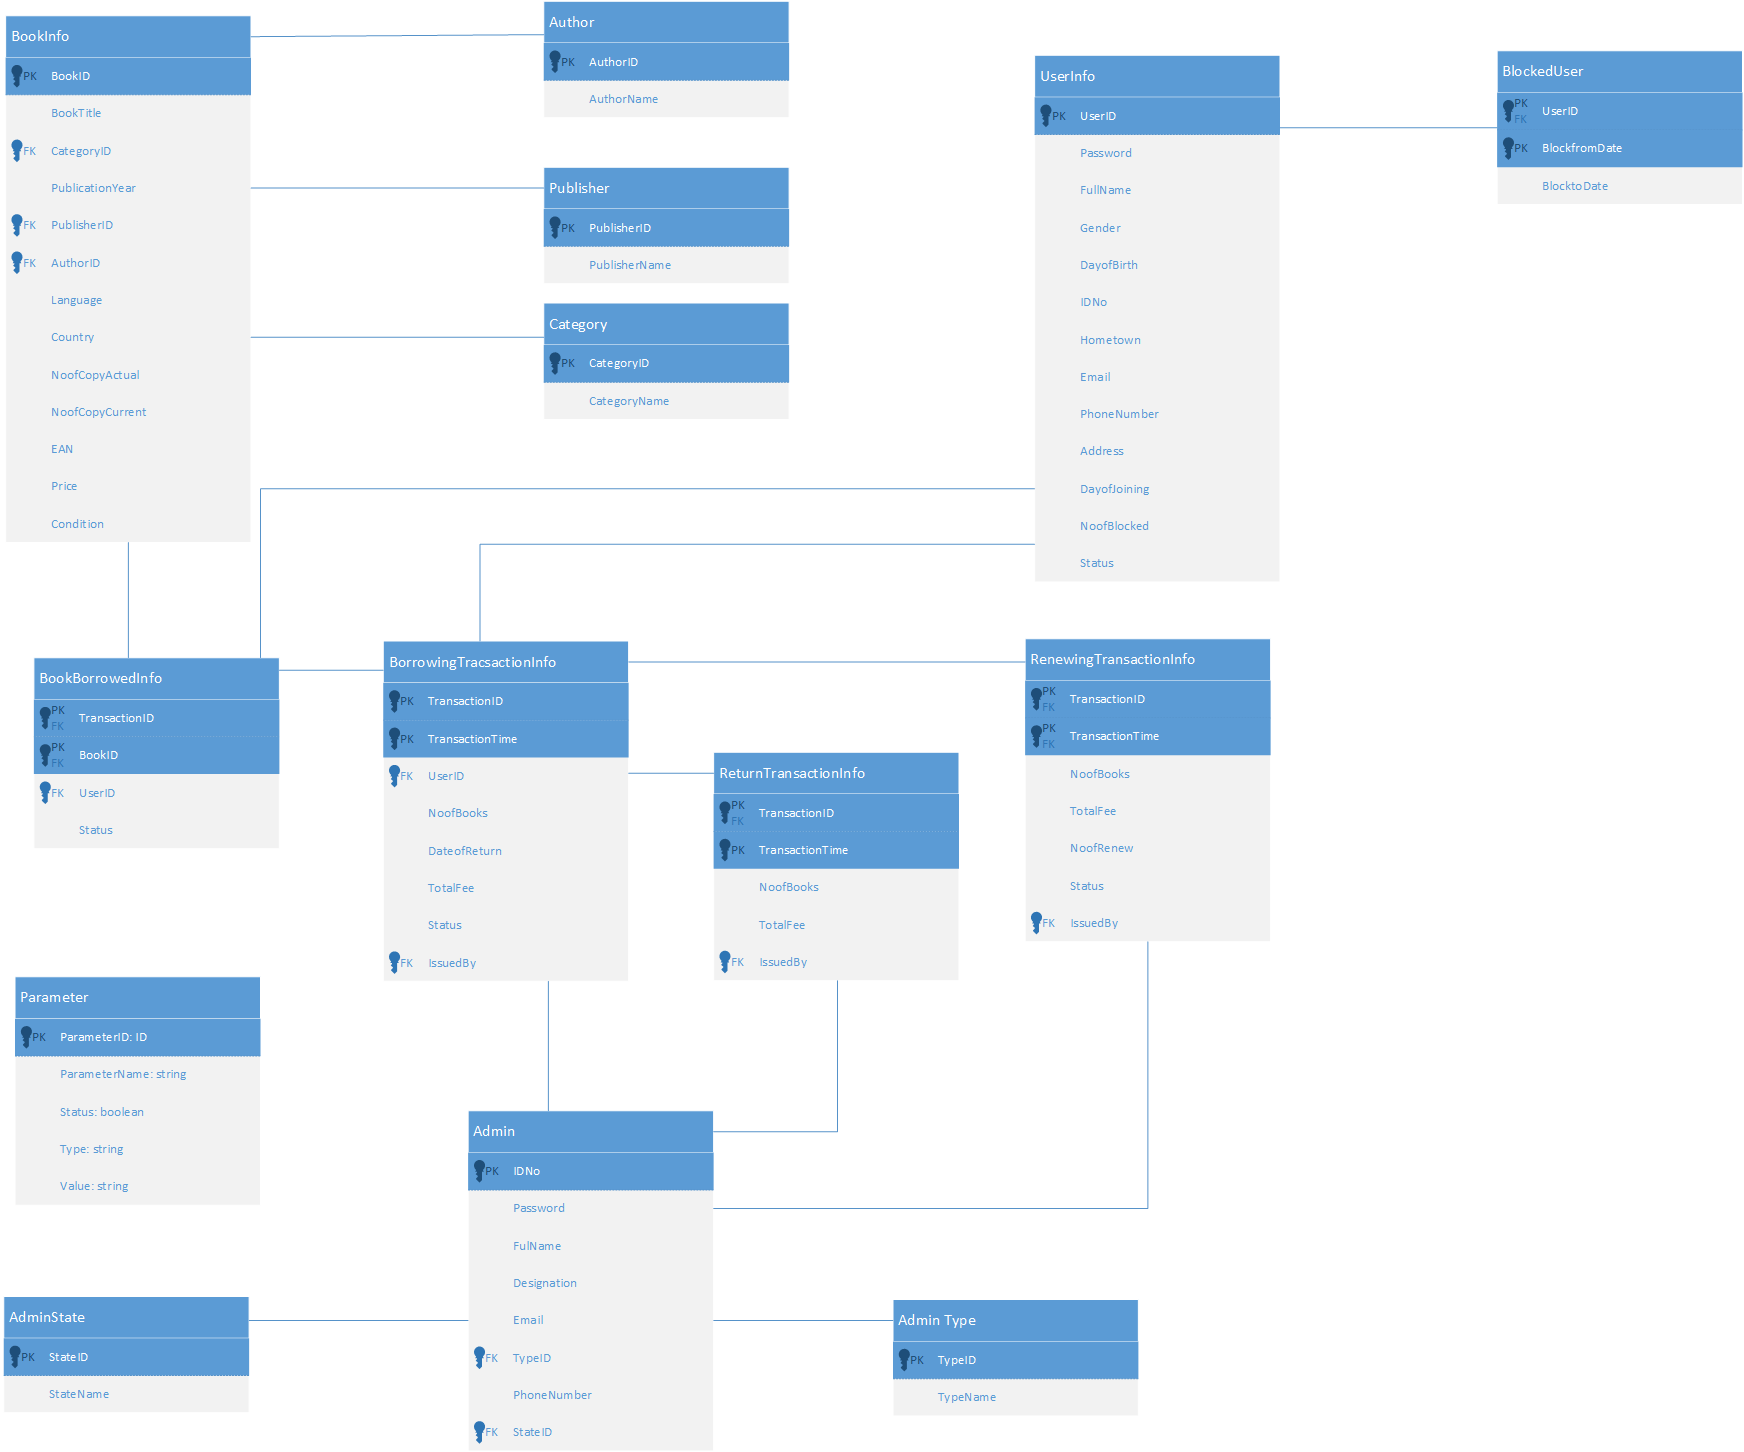 BookInfo
PK BookID
BookTitle
FK CategoryID
PublicationYear
FK PublisherID
FK AuthorID
Language
Country
NoofCopyActual
NoofCopyCurrent
EAN
Price
Condition
Author
PK AuthorID
AuthorName
Publisher
PK PublisherID
PublisherName
Category
PK CategoryID
CategoryName
UserInfo
PK UserID
Password
FullName
Gender
DayofBirth
IDNo
Hometown
Email
PhoneNumber
Address
DayofJoining
NoofBlocked
Status
BlockedUser
PK FK UserID
PK BlockfromDate
BlocktoDate
BookBorrowedInfo
PK FK TransactionID
PK FK BookID
FK UserID
Status
BorrowingTracsactionInfo
PK TransactionID
PK TransactionTime
FK UserID
NoofBooks
DateofReturn
TotalFee
Status
FK IssuedBy
ReturnTransactionInfo
PK FK TransactionID
PK TransactionTime
NoofBooks
TotalFee
FK IssuedBy
RenewingTransactionInfo
PK FK TransactionID
PK FK TransactionTime
NoofBooks
TotalFee
NoofRenew
Status
FK IssuedBy
Parameter
PK ParameterID: ID
ParameterName: string
Status: boolean
Type: string
Value: string
Admin
PK IDNo
Password
FulName
Designation
Email
FK TypeID
PhoneNumber
FK StateID
AdminState
PK StateID
StateName
Admin Type
PK TypeID
TypeName